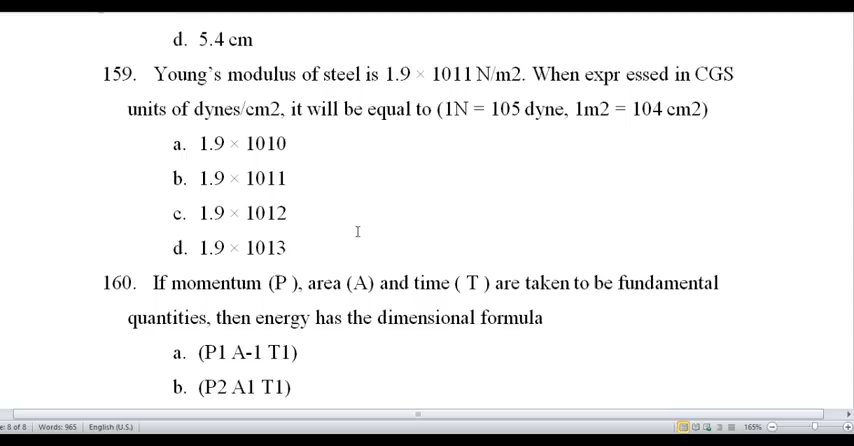 d. 5.4 cm
159. Young's modulus of steel is 1.9 × 1011 N/m2. When expr essed in CGS
units of dynes/cm2, it will be equal to (1N = 105 dyne, 1m2 = 104 cm2)
a. 1.9 × 1010
b. 1.9 × 1011
c. 1.9 × 1012
d. 1.9 × 1013
160. If momentum (P ), area (A) and time ( T ) are taken to be fundamental
quantities, then energy has the dimensional formula
a. (P1 A-1 T1)
b. (P2 A1 T1)
e: 8 of 8 Words: 965 English (U.S.) 165%